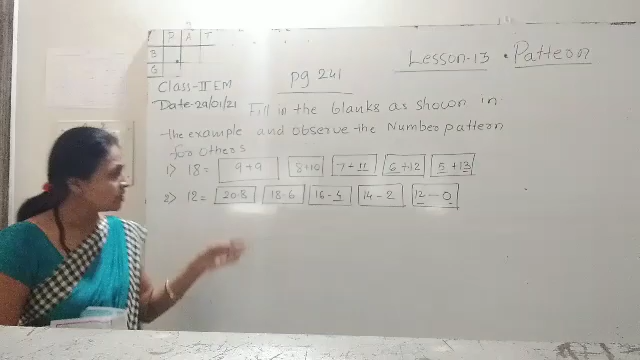 P A T
B
G
Lesson-13 • Pattern
pg 241
Class-II EM
Date-29/01/21 Fill in the blanks as shown in
the example and observe the Number pattern
for others
1) 18 = 9+9 8+10 7+11 6+12 5+13
2) 12 = 20-8 18-6 16-4 14-2 12-0